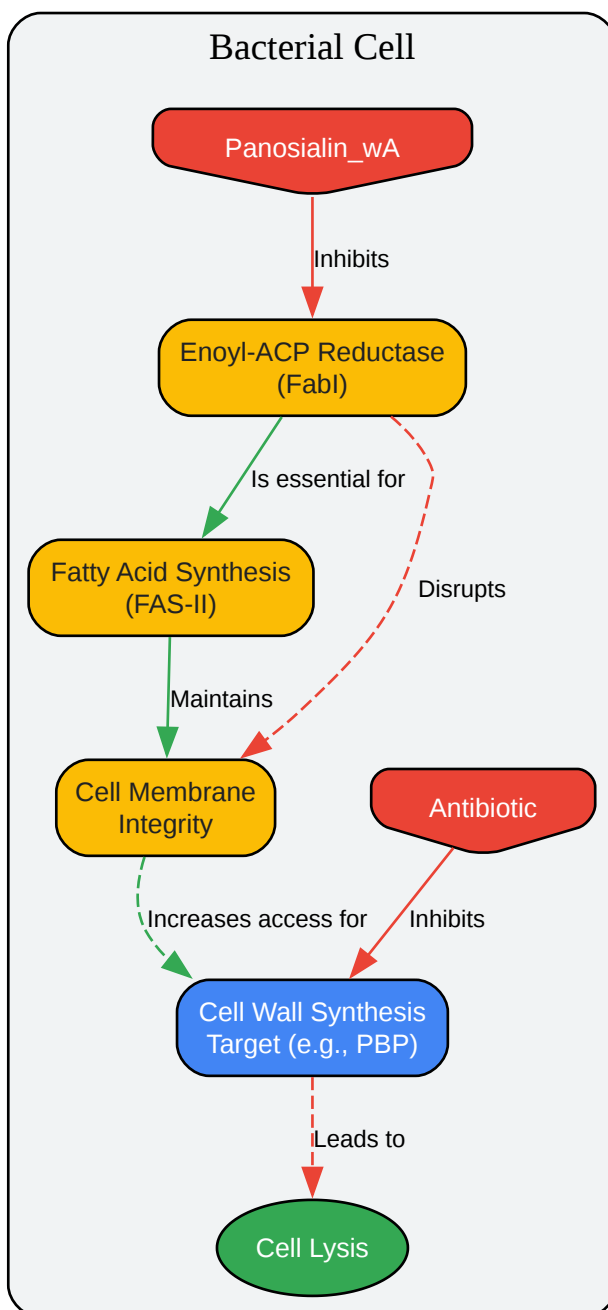 Bacterial Cell
Panosialin_wA
Inhibits
Enoyl-ACP Reductase
(FabI)
Is essential for
Fatty Acid Synthesis
(FAS-II)
Disrupts
Maintains
Cell Membrane
Integrity
Antibiotic
Increases access for
Inhibits
Cell Wall Synthesis
Target (e.g., PBP)
Leads to
Cell Lysis